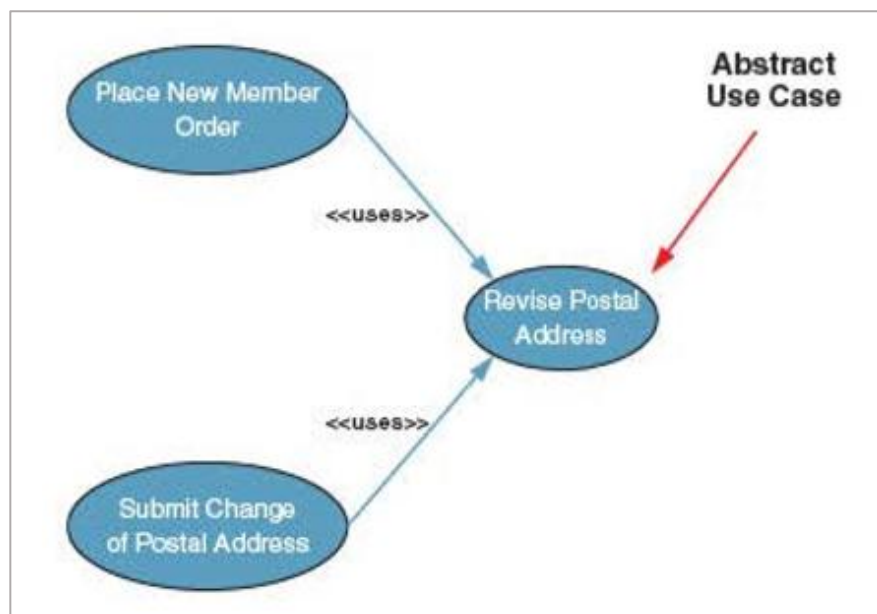 Place New Member
Order
Abstract
Use Case
<<uses>>
Revise Postal
Address
<<uses>>
Submit Change
of Postal Address